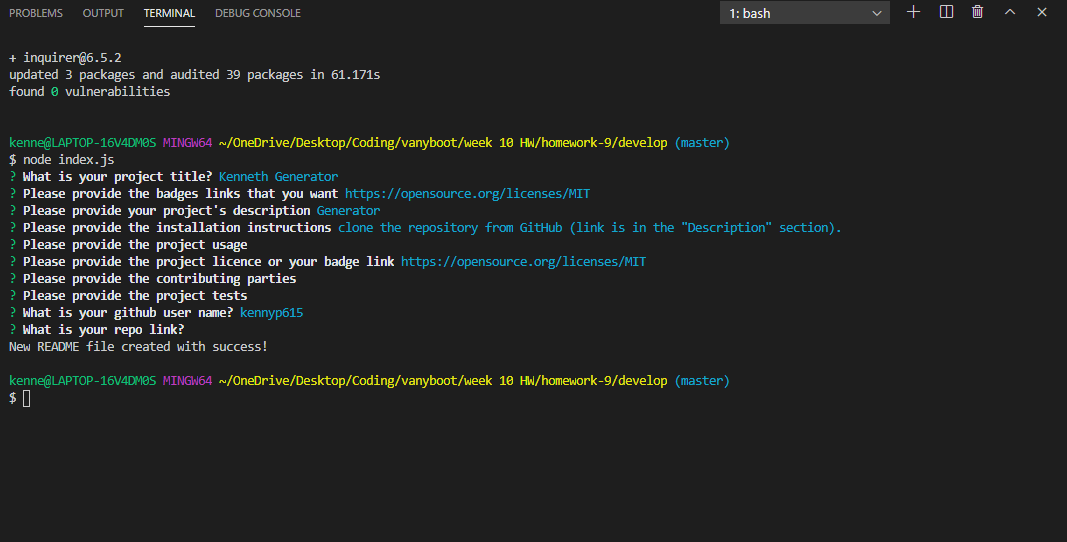 PROBLEMS OUTPUT TERMINAL DEBUG CONSOLE 1: bash
+ inquirer@6.5.2
updated 3 packages and audited 39 packages in 61.171s
found 0 vulnerabilities
kenne@LAPTOP-16V4DM0S MINGW64 ~/OneDrive/Desktop/Coding/vanyboot/week 10 HW/homework-9/develop (master)
$ node index.js
? What is your project title? Kenneth Generator
? Please provide the badges links that you want https://opensource.org/licenses/MIT
? Please provide your project's description Generator
? Please provide the installation instructions clone the repository from GitHub (link is in the "Description" section).
? Please provide the project usage
? Please provide the project licence or your badge link https://opensource.org/licenses/MIT
? Please provide the contributing parties
? Please provide the project tests
? What is your github user name? kennyp615
? What is your repo link?
New README file created with success!
kenne@LAPTOP-16V4DM0S MINGW64 ~/OneDrive/Desktop/Coding/vanyboot/week 10 HW/homework-9/develop (master)
$